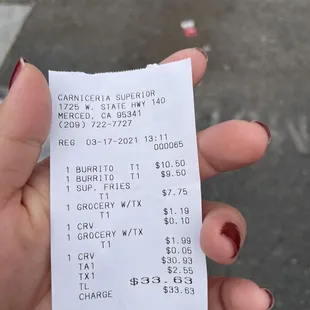 CARNICERIA SUPERIOR
1725 W. STATE HWY 140
MERCED, CA 95341
(209) 722-7727
REG 03-17-2021 13:11
000065
1 BURRITO T1 $10.50
1 BURRITO T1 $9.50
1 SUP. FRIES
T1 $7.75
1 GROCERY W/TX
T1 $1.19
1 CRV $0.10
1 GROCERY W/TX
T1 $1.99
1 CRV $0.05
TA1 $30.93
TX1 $2.55
TL $33.63
CHARGE $33.63